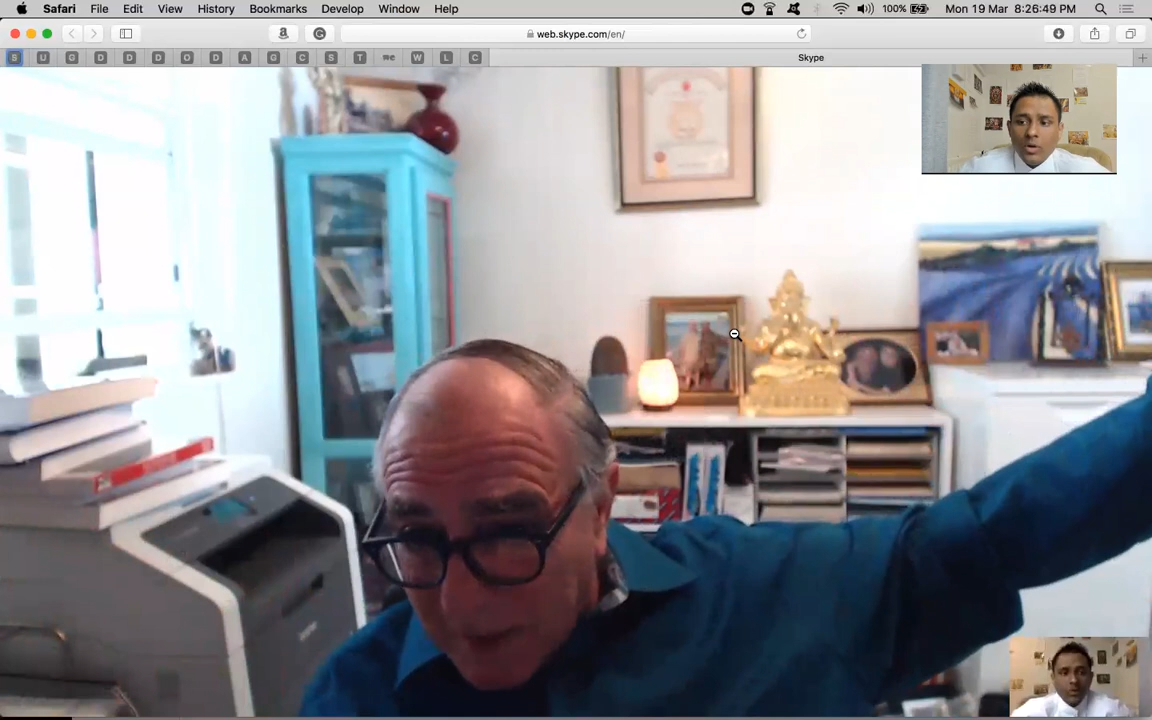 Safari File Edit View History Bookmarks Develop Window Help 100% Mon 19 Mar 8:26:49 PM
web.skype.com/en/
S U G D D D O D A G C S T me W L C Skype